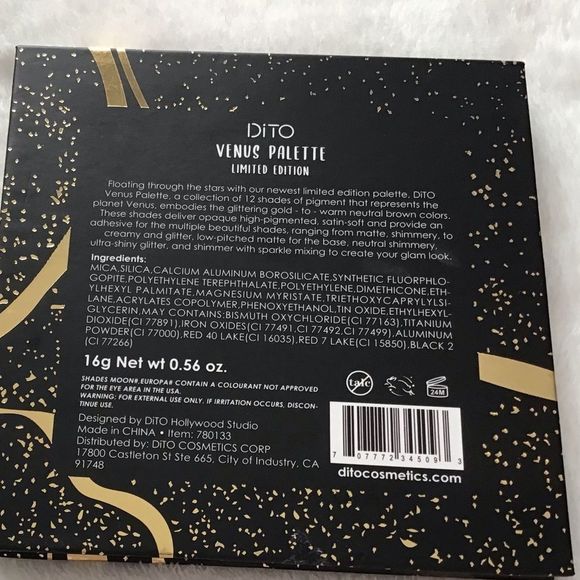 DiTO
VENUS PALETTE
LIMITED EDITION
Floating through the stars with our newest limited edition palette. DiTO
Venus Palette, a collection of 12 shades of pigment that represents the
planet Venus, embodies the glittering gold - to - warm neutral brown colors.
These shades deliver opaque high-pigmented, satin-soft and provide an
adhesive for the multiple beautiful shades, ranging from matte, shimmery, to
creamy and glitter, low-pitched matte for the base, neutral shimmery,
ultra-shiny glitter, and shimmer with sparkle mixing to create your glam look.
Ingredients:
MICA,SILICA,CALCIUM ALUMINUM BOROSILICATE,SYNTHETIC FLUORPHLO-
GOPITE,POLYETHYLENE TEREPHTHALATE,POLYETHYLENE,DIMETHICONE,ETH-
YLHEXYL PALMITATE, MAGNESIUM MYRISTATE,TRIETHOXYCAPRYLYLSI-
LANE,ACRYLATES COPOLYMER,PHENOXYETHANOL,TIN OXIDE,ETHYLHEXYL-
GLYCERIN,MAY CONTAINS:BISMUTH OXYCHLORIDE(CI 77163),TITANIUM
DIOXIDE(CI 77891),IRON OXIDES(CI 77491,CI 77492,CI 77499),ALUMINUM
POWDER(CI 77000),RED 40 LAKE(CI 16035),RED 7 LAKE(CI 15850),BLACK 2
(CI 77266)
16g Net wt 0.56 oz.
SHADES MOON#,EUROPA# CONTAIN A COLOURANT NOT APPROVED
FOR THE EYE AREA IN THE USA.
WARNING: FOR EXTERNAL USE ONLY. IF IRRITATION OCCURS, DISCON-
TINUE USE.
talc
24M
Designed by DiTO Hollywood Studio
Made in CHINA • Item: 780133
Distributed by: DiTO COSMETICS CORP
17800 Castleton St Ste 665, City of Industry, CA
91748
7 07772 34509 3
ditocosmetics.com